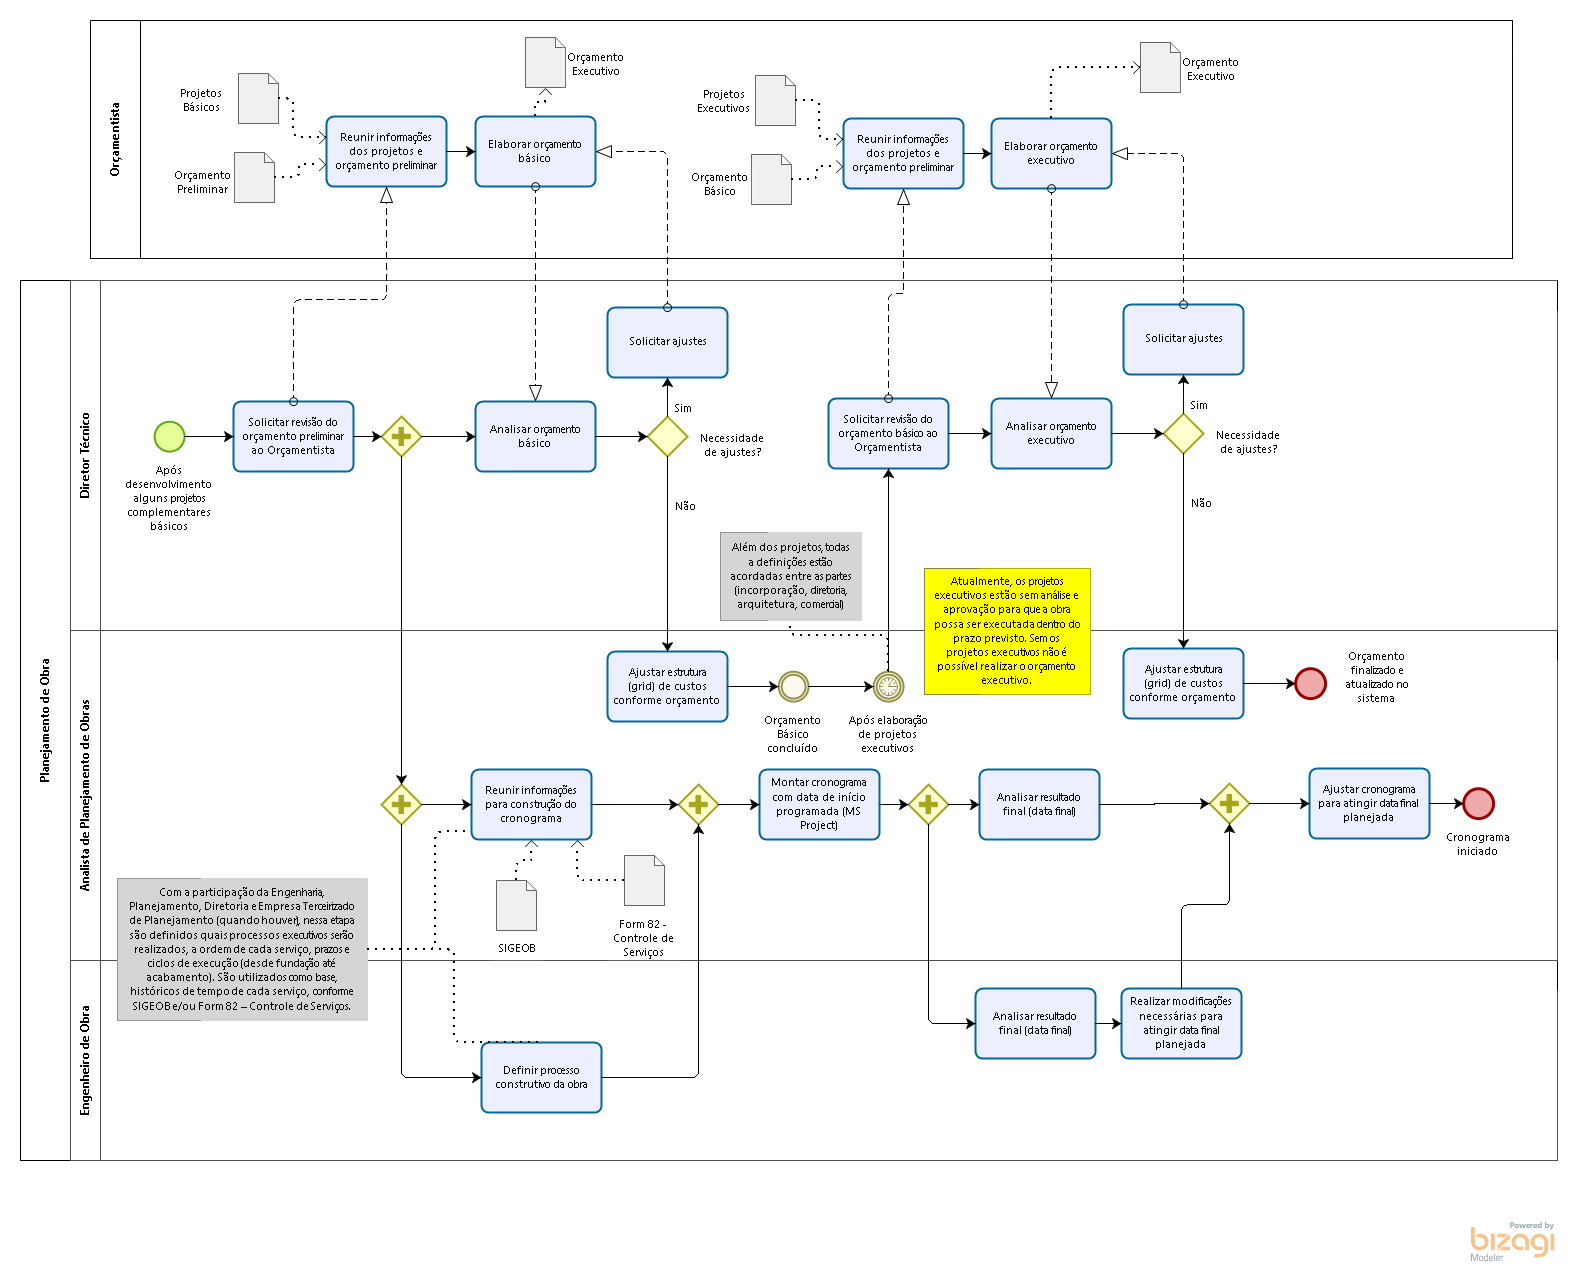 Orçamentista
Projetos
Básicos
Orçamento
Preliminar
Reunir informações
dos projetos e
orçamento preliminar
Orçamento
Executivo
Elaborar orçamento
básico
Projetos
Executivos
Orçamento
Básico
Reunir informações
dos projetos e
orçamento preliminar
Elaborar orçamento
executivo
Orçamento
Executivo
Planejamento de Obra
Diretor Técnico
Após
desenvolvimento
alguns projetos
complementares
básicos
Solicitar revisão do
orçamento preliminar
ao Orçamentista
Analisar orçamento
básico
Solicitar ajustes
Sim
Necessidade
de ajustes?
Não
Solicitar revisão do
orçamento básico ao
Orçamentista
Analisar orçamento
executivo
Solicitar ajustes
Sim
Necessidade
de ajustes?
Não
Além dos projetos, todas
a definições estão
acordadas entre as partes
(incorporação, diretoria,
arquitetura, comercial)
Atualmente, os projetos
executivos estão sem análise e
aprovação para que a obra
possa ser executada dentro do
prazo previsto. Sem os
projetos executivos não é
possível realizar o orçamento
executivo.
Analista de Planejamento de Obras
Ajustar estrutura
(grid) de custos
conforme orçamento
Orçamento
Básico
concluído
Após elaboração
de projetos
executivos
Ajustar estrutura
(grid) de custos
conforme orçamento
Orçamento
finalizado e
atualizado no
sistema
Reunir informações
para construção do
cronograma
SIGEOB
Form 82 -
Controle de
Serviços
Montar cronograma
com data de início
programada (MS
Project)
Analisar resultado
final (data final)
Ajustar cronograma
para atingir data final
planejada
Cronograma
iniciado
Com a participação da Engenharia,
Planejamento, Diretoria e Empresa Terceirizado
de Planejamento (quando houver), nessa etapa
são definidos quais processos executivos serão
realizados, a ordem de cada serviço, prazos e
ciclos de execução (desde fundação até
acabamento). São utilizados como base,
históricos de tempo de cada serviço, conforme
SIGEOB e/ou Form 82 – Controle de Serviços.
Engenheiro de Obra
Definir processo
construtivo da obra
Analisar resultado
final (data final)
Realizar modificações
necessárias para
atingir data final
planejada
Powered by
bizagi
Modeler